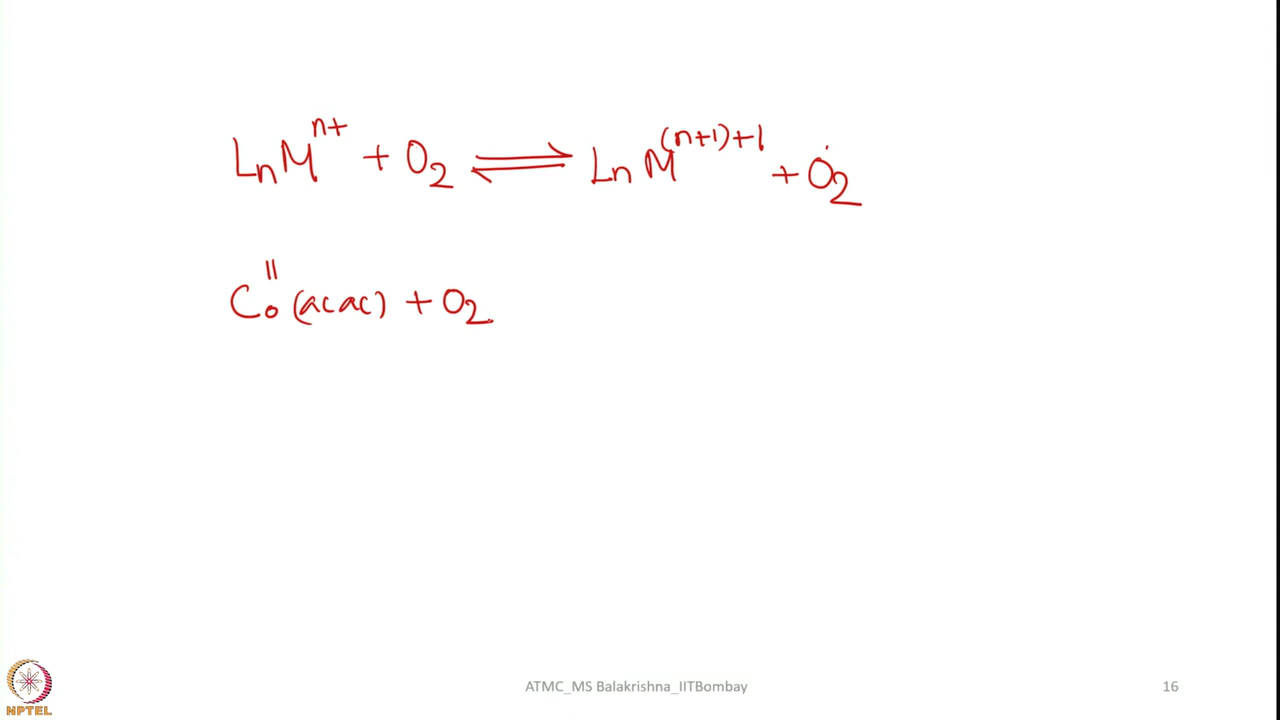 LnM^n+ + O2 ⇌ LnM^(n+1)+1 + Ȯ2
Co^II (acac) + O2
NPTEL
ATMC_MS Balakrishna_IITBombay
16